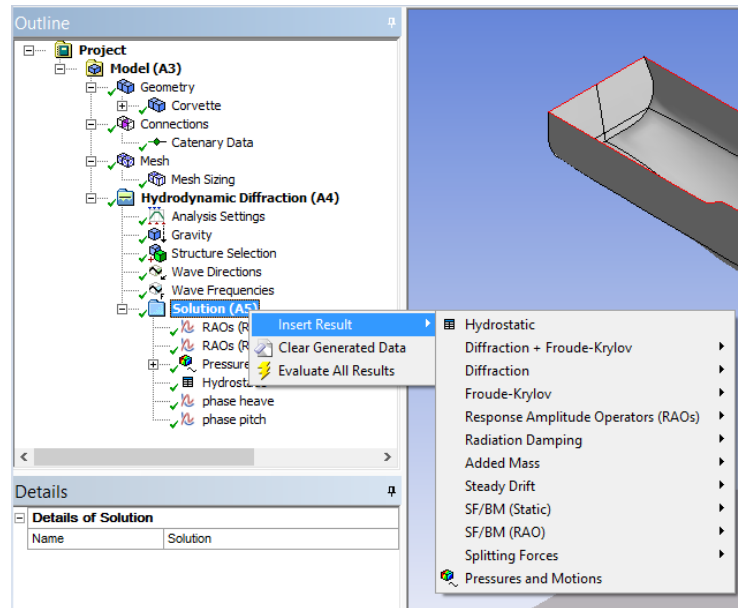 Outline
Project
Model (A3)
Geometry
Corvette
Connections
Catenary Data
Mesh
Mesh Sizing
Hydrodynamic Diffraction (A4)
Analysis Settings
Gravity
Structure Selection
Wave Directions
Wave Frequencies
Solution (A5)
RAOs (R
RAOs (R
Pressure
Hydrosta
phase heave
phase pitch
Insert Result
Clear Generated Data
Evaluate All Results
Hydrostatic
Diffraction + Froude-Krylov
Diffraction
Froude-Krylov
Response Amplitude Operators (RAOs)
Radiation Damping
Added Mass
Steady Drift
SF/BM (Static)
SF/BM (RAO)
Splitting Forces
Pressures and Motions
Details
Details of Solution
Name Solution